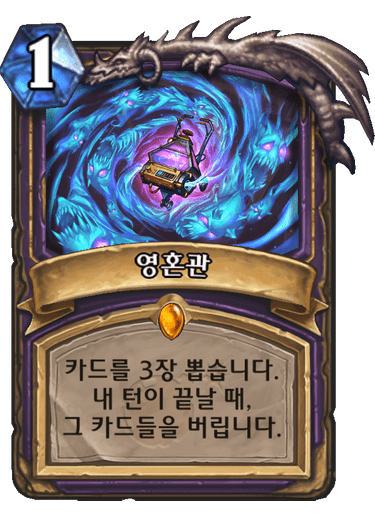 1
영혼관
카드를 3장 뽑습니다.
내 턴이 끝날 때,
그 카드들을 버립니다.